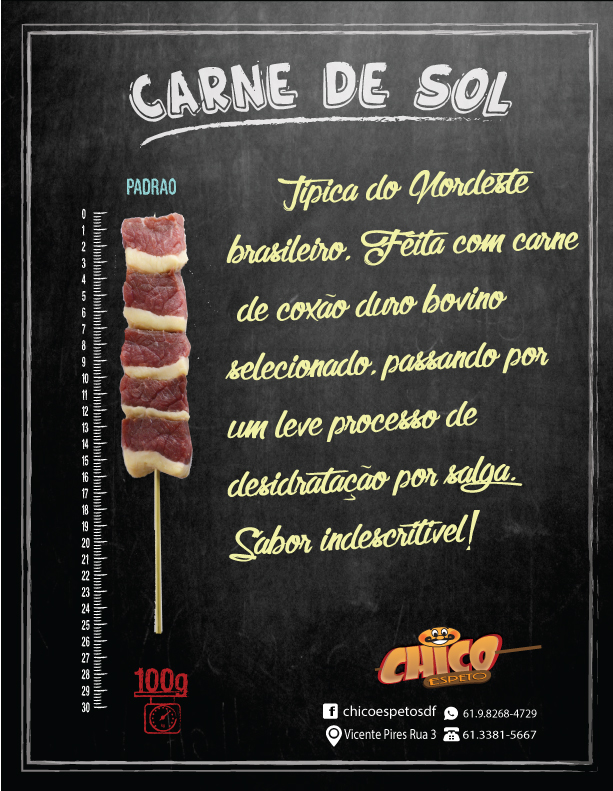 CARNE DE SOL
PADRAO
Típica do Nordeste
brasileiro. Feita com carne
de coxão duro bovino
selecionado, passando por
um leve processo de
desidratação por salga.
Sabor indescritivel!
0
1
2
3
4
5
6
7
8
9
10
11
12
13
14
15
16
17
18
19
20
21
22
23
24
25
26
27
28
29
30
100g
CHICO
ESPETO
f chicoespetosdf 61.9.8268-4729
Vicente Pires Rua 3 61.3381-5667